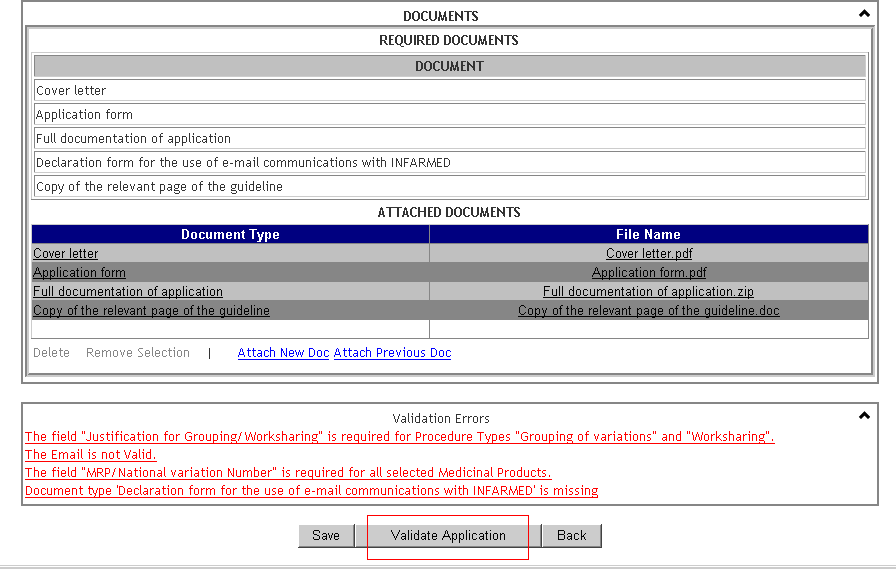 DOCUMENTS
REQUIRED DOCUMENTS
DOCUMENT
Cover letter
Application form
Full documentation of application
Declaration form for the use of e-mail communications with INFARMED
Copy of the relevant page of the guideline
ATTACHED DOCUMENTS
Document Type File Name
Cover letter Cover letter.pdf
Application form Application form.pdf
Full documentation of application Full documentation of application.zip
Copy of the relevant page of the guideline Copy of the relevant page of the guideline.doc
Delete Remove Selection | Attach New Doc Attach Previous Doc
Validation Errors
The field "Justification for Grouping/Worksharing" is required for Procedure Types "Grouping of variations" and "Worksharing".
The Email is not Valid.
The field "MRP/National variation Number" is required for all selected Medicinal Products.
Document type 'Declaration form for the use of e-mail communications with INFARMED' is missing
Save Validate Application Back